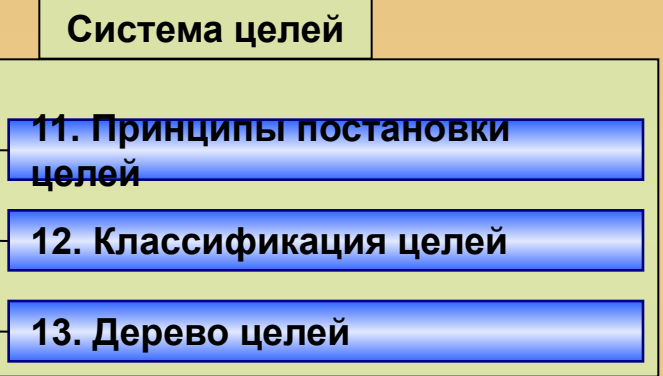 Система целей
11. Принципы постановки
целей
12. Классификация целей
13. Дерево целей